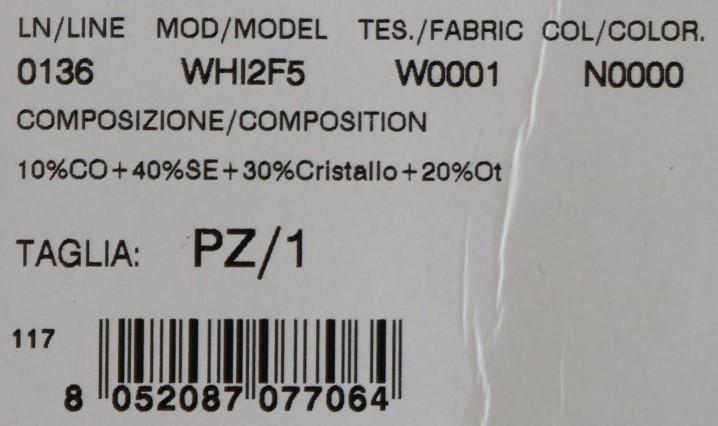 LN/LINE MOD/MODEL TES./FABRIC COL/COLOR.
0136 WHI2F5 W0001 N0000
COMPOSIZIONE/COMPOSITION
10%CO+40%SE+30%Cristallo+20%Ot
TAGLIA: PZ/1
117
8 052087 077064